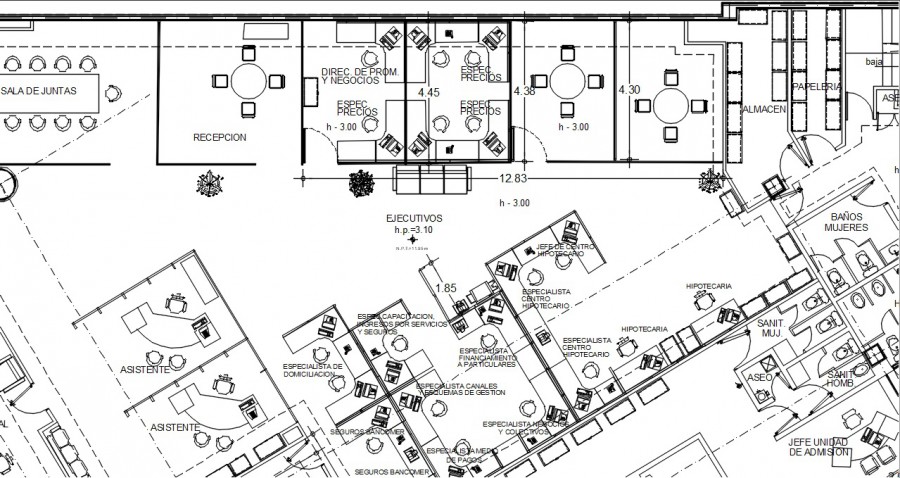 SALA DE JUNTAS
RECEPCION
DIREC. DE PROM.
Y NEGOCIOS
ESPEC.
PRECIOS
h - 3.00
4.45
ESPEC.
PRECIOS
ESPEC.
PRECIOS
4.38
h - 3.00
4.30
ALMACEN
PAPELERIA
baja
12.83
h - 3.00
EJECUTIVOS
h.p.=3.10
1.85
BAÑOS
MUJERES
JEFE DE CENTRO
HIPOTECARIO
ESPECIALISTA
CENTRO
HIPOTECARIO
HIPOTECARIA
HIPOTECARIA
ESPECIALISTA
CENTRO
HIPOTECARIO
INGRESOS POR SERVICIOS
Y SEGUROS
ESPECIALISTA
FINANCIAMIENTO
A PARTICULARES
ESPECIALISTA DE
DOMICILIACION
ESPECIALISTA CANALES
Y ESQUEMAS DE GESTION
ASISTENTE
ASISTENTE
SEGUROS BANCOMER
SEGUROS BANCOMER
ESPECIALISTA MEDIO
DE PAGOS
ESPECIALISTA NEGOCIOS
Y COLECTIVOS
SANIT.
MUJ.
ASEO
SANIT.
HOMB.
JEFE UNIDAD
DE ADMISION